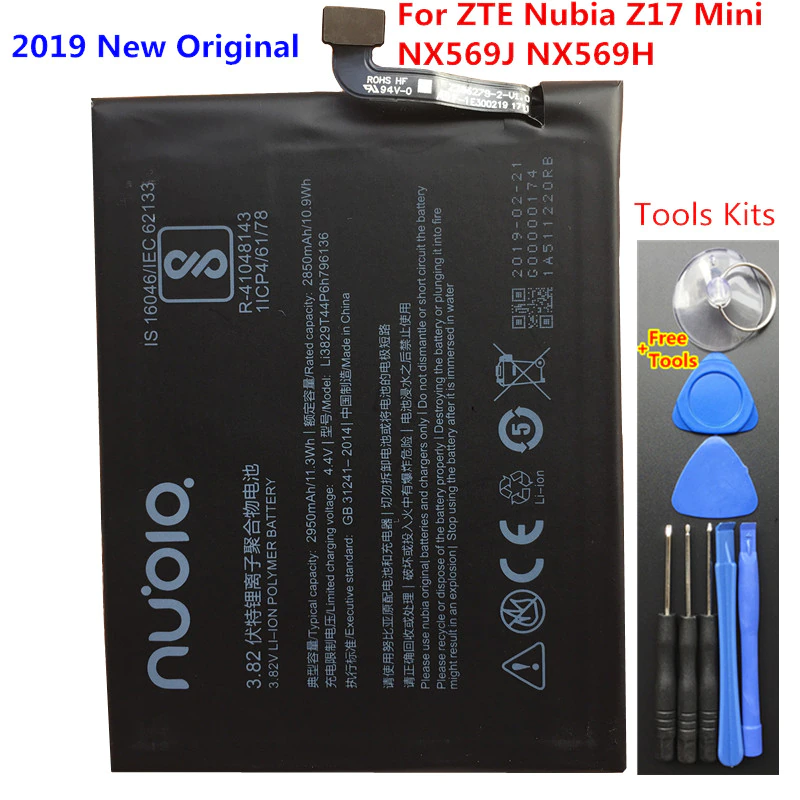 2019 New Original
For ZTE Nubia Z17 Mini
NX569J NX569H
Tools Kits
Free
+Tools
ROHS HF
94V-0
IS 16046/IEC 62133
R-41048143
1ICP4/61/78
nubia
3.82 伏特锂离子聚合物电池
3.82V LI-ION POLYMER BATTERY
典型容量/Typical capacity: 2950mAh/11.3Wh | 额定容量/Rated capacity: 2850mAh/10.9Wh
充电限制电压/Limited charging voltage: 4.4V | 型号/Model: Li3829T44P6h796136
执行标准/Executive standard: GB 31241-2014 | 中国制造/Made in China
请使用努比亚原配电池和充电器 | 切勿拆卸电池或将电池的电极短路
请正确回收或处理 | 破坏或投入火中有爆炸危险 | 电池浸水之后禁止使用
Please use nubia original batteries and chargers only | Do not dismantle or short circuit the battery
Please recycle or dispose of the battery properly | Destroying the battery or plunging it into fire
might result in an explosion | Stop using the battery after it is immersed in water
5
Li-ion
2019-02-21
G00000174
1A511220RB